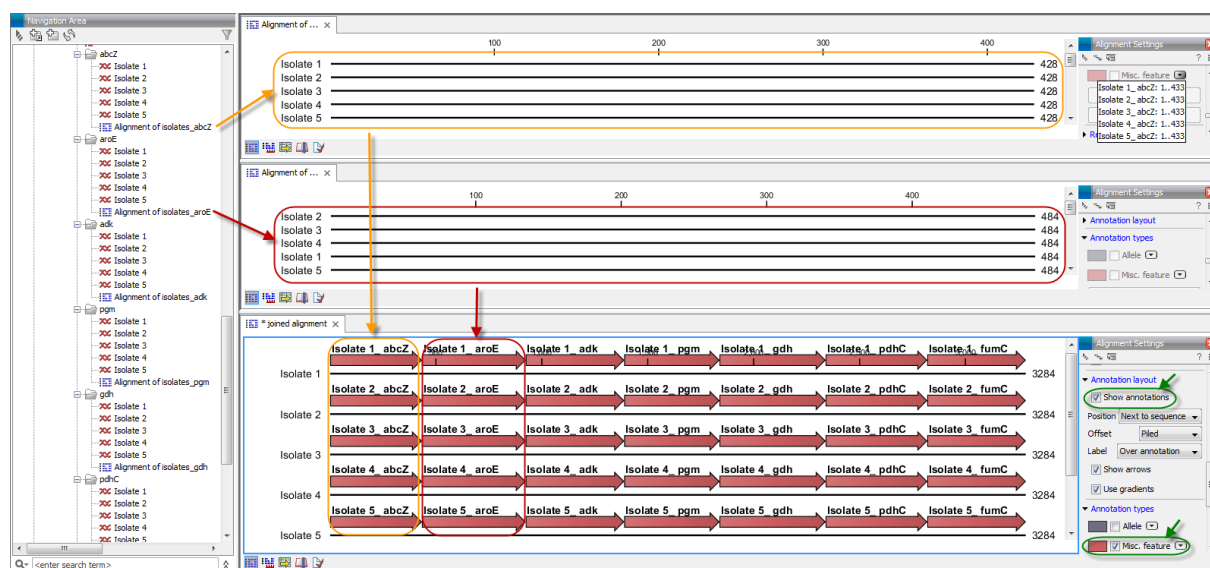 Navigation Area
abcZ
Isolate 1
Isolate 2
Isolate 3
Isolate 4
Isolate 5
Alignment of isolates_abcZ
aroE
Isolate 1
Isolate 2
Isolate 3
Isolate 4
Isolate 5
Alignment of isolates_aroE
adk
Isolate 1
Isolate 2
Isolate 3
Isolate 4
Isolate 5
Alignment of isolates_adk
pgm
Isolate 1
Isolate 2
Isolate 3
Isolate 4
Isolate 5
Alignment of isolates_pgm
gdh
Isolate 1
Isolate 2
Isolate 3
Isolate 4
Isolate 5
Alignment of isolates_gdh
pdhC
Isolate 1
Isolate 2
Isolate 3
Isolate 4
Isolate 5
<enter search term>
Alignment of ...
100 200 300 400
Isolate 1 428
Isolate 2 428
Isolate 3 428
Isolate 4 428
Isolate 5 428
Alignment Settings
Misc. feature
Isolate 1_abcZ: 1..433
Isolate 2_abcZ: 1..433
Isolate 3_abcZ: 1..433
Isolate 4_abcZ: 1..433
Isolate 5_abcZ: 1..433
Alignment of ...
100 200 300 400
Isolate 2 484
Isolate 3 484
Isolate 4 484
Isolate 1 484
Isolate 5 484
Alignment Settings
Annotation layout
Annotation types
Allele
Misc. feature
* joined alignment
Isolate 1_abcZ Isolate 1_aroE Isolate 1_adk Isolate 1_pgm Isolate 1_gdh Isolate 1_pdhC Isolate 1_fumC
Isolate 1 3284
Isolate 2_abcZ Isolate 2_aroE Isolate 2_adk Isolate 2_pgm Isolate 2_gdh Isolate 2_pdhC Isolate 2_fumC
Isolate 2 3284
Isolate 3_abcZ Isolate 3_aroE Isolate 3_adk Isolate 3_pgm Isolate 3_gdh Isolate 3_pdhC Isolate 3_fumC
Isolate 3 3284
Isolate 4_abcZ Isolate 4_aroE Isolate 4_adk Isolate 4_pgm Isolate 4_gdh Isolate 4_pdhC Isolate 4_fumC
Isolate 4 3284
Isolate 5_abcZ Isolate 5_aroE Isolate 5_adk Isolate 5_pgm Isolate 5_gdh Isolate 5_pdhC Isolate 5_fumC
Isolate 5 3284
Alignment Settings
Annotation layout
Show annotations
Position Next to sequence
Offset Piled
Label Over annotation
Show arrows
Use gradients
Annotation types
Allele
Misc. feature